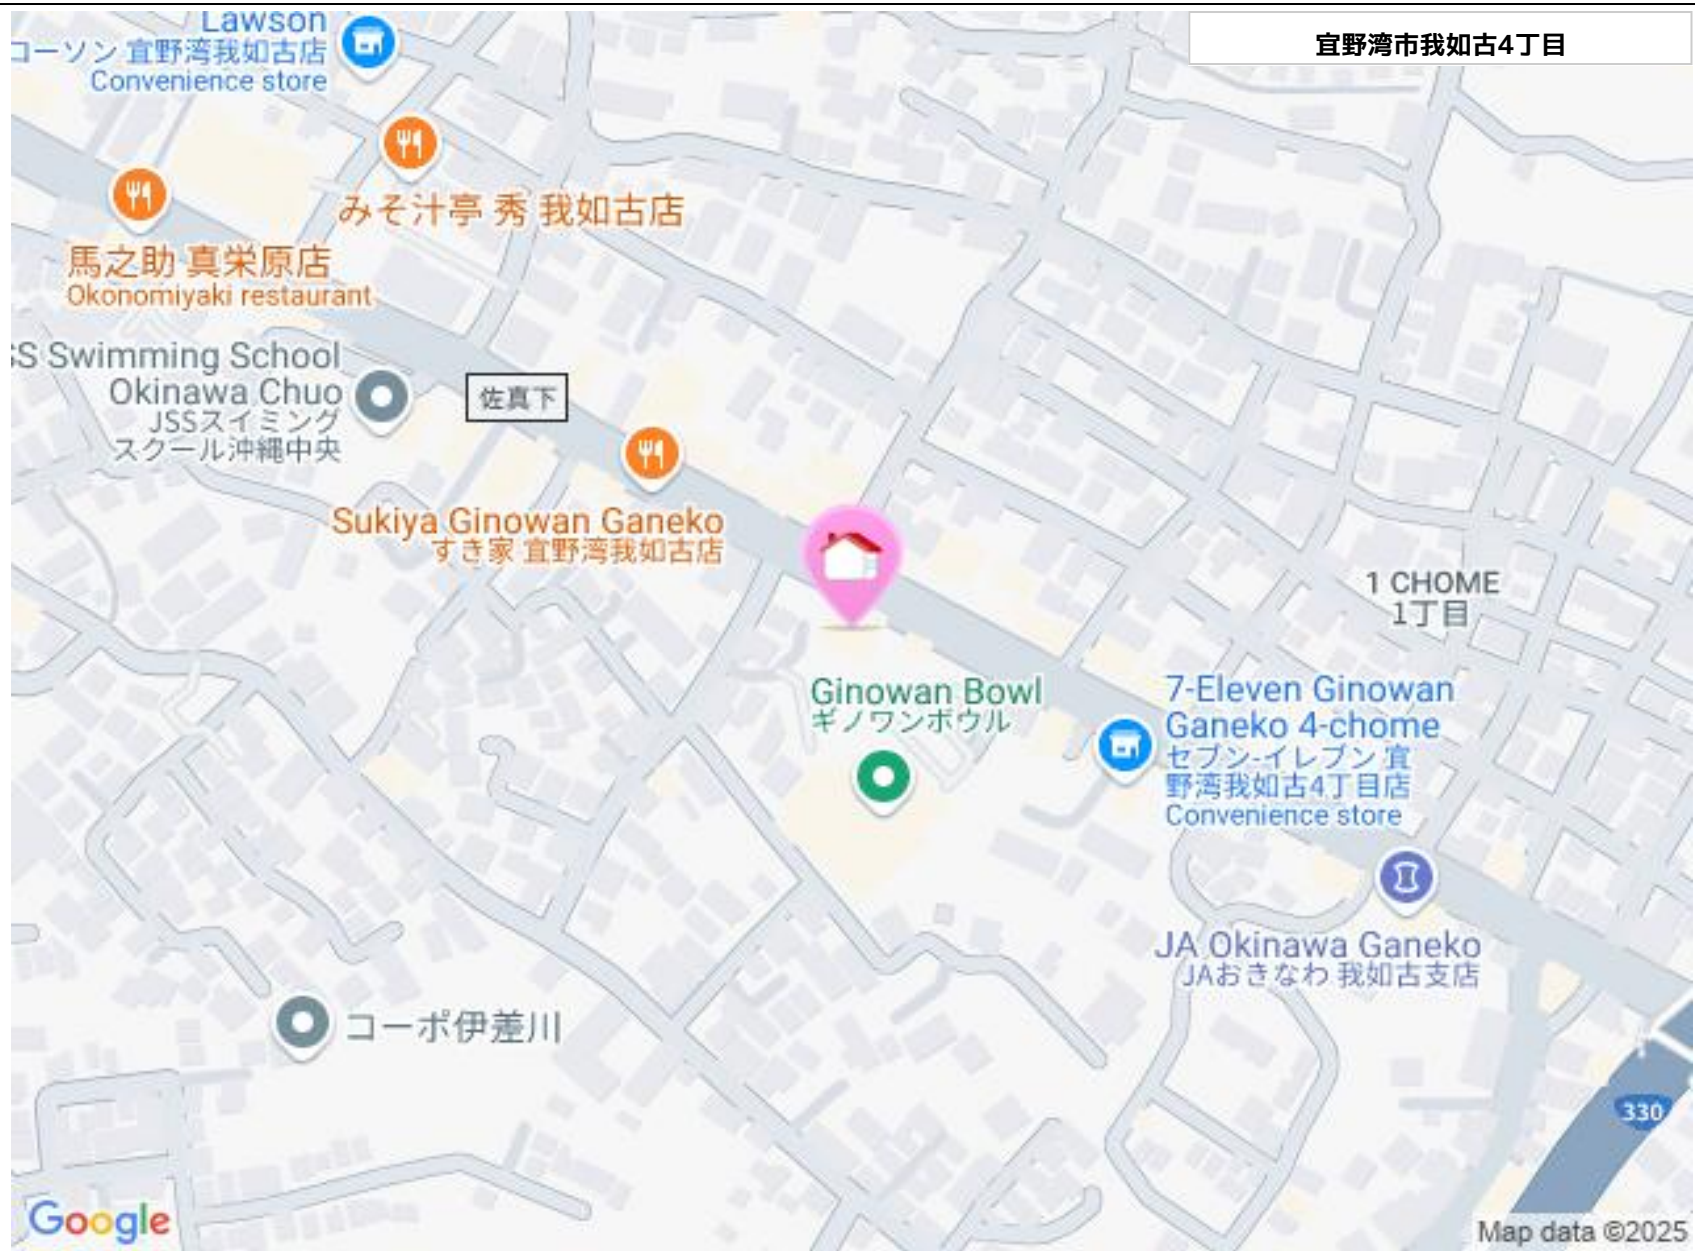 Lawson
ローソン 宜野湾我如古店
Convenience store
宜野湾市我如古4丁目
みそ汁亭 秀 我如古店
馬之助 真栄原店
Okonomiyaki restaurant
SS Swimming School
Okinawa Chuo
JSSスイミング
スクール沖縄中央
佐真下
Sukiya Ginowan Ganeko
すき家 宜野湾我如古店
1 CHOME
1丁目
Ginowan Bowl
ギノワンボウル
7-Eleven Ginowan
Ganeko 4-chome
セブン-イレブン 宜
野湾我如古4丁目店
Convenience store
JA Okinawa Ganeko
JAおきなわ 我如古支店
コーポ伊差川
330
Google
Map data ©2025